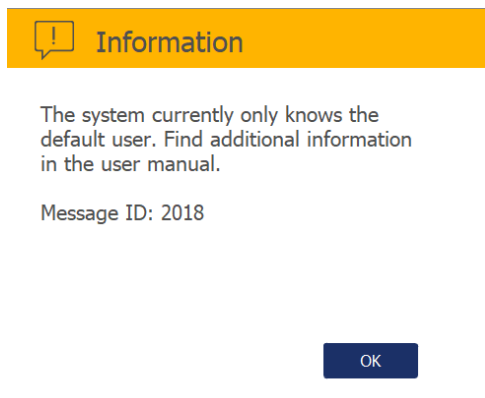 !
Information
The system currently only knows the
default user. Find additional information
in the user manual.
Message ID: 2018
OK